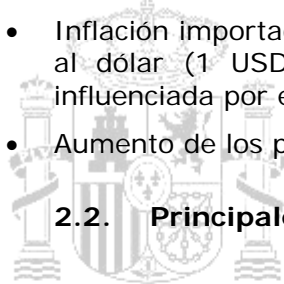 • Inflación importa
al dólar (1 USD
influenciada por e
• Aumento de los p
2.2. Principal